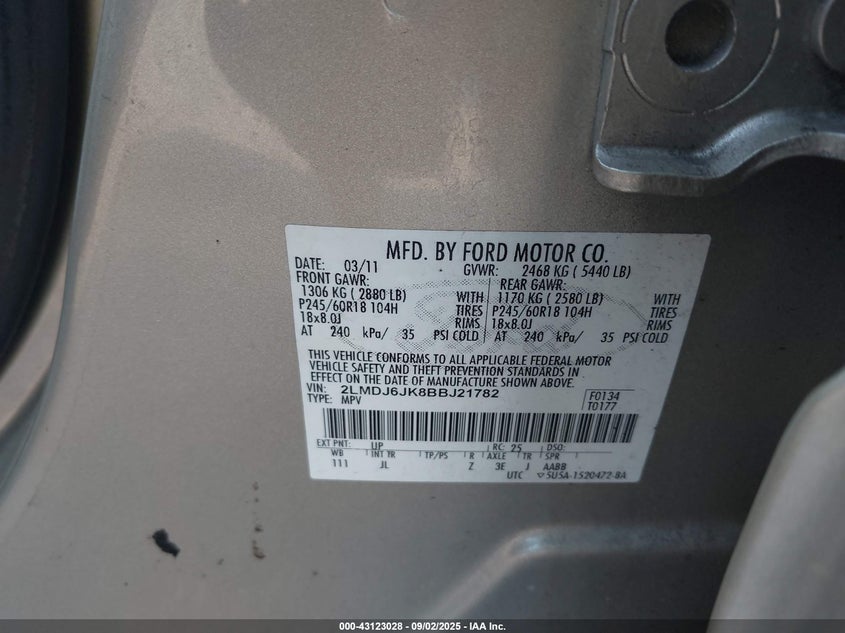 MFD. BY FORD MOTOR CO.
DATE: 03/11 GVWR: 2468 KG ( 5440 LB)
FRONT GAWR: REAR GAWR:
1306 KG ( 2880 LB) WITH 1170 KG ( 2580 LB) WITH
P245/60R18 104H TIRES P245/60R18 104H TIRES
18x8.0J RIMS 18x8.0J RIMS
AT 240 kPa/ 35 PSI COLD AT 240 kPa/ 35 PSI COLD
THIS VEHICLE CONFORMS TO ALL APPLICABLE FEDERAL MOTOR
VEHICLE SAFETY AND THEFT PREVENTION STANDARDS IN
EFFECT ON THE DATE OF MANUFACTURE SHOWN ABOVE.
VIN: 2LMDJ6JK8BBJ21782 F0134
TYPE: MPV T0177
EXT PNT: UP RC: 25 DSO:
WB INT TR TP/PS R AXLE TR SPR
111 JL Z 3E J AABB
UTC 5U5A-1520472-BA
000-43123028 - 09/02/2025 - IAA Inc.